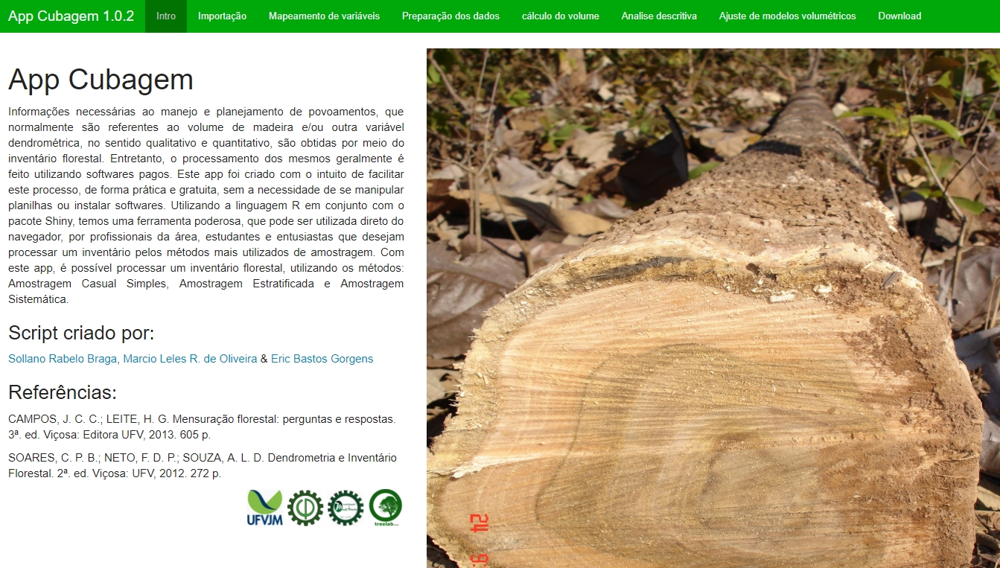 App Cubagem 1.0.2 Intro Importação Mapeamento de variáveis Preparação dos dados cálculo do volume Analise descritiva Ajuste de modelos volumétricos Download
App Cubagem
Informações necessárias ao manejo e planejamento de povoamentos, que
normalmente são referentes ao volume de madeira e/ou outra variável
dendrométrica, no sentido qualitativo e quantitativo, são obtidas por meio do
inventário florestal. Entretanto, o processamento dos mesmos geralmente é
feito utilizando softwares pagos. Este app foi criado com o intuito de facilitar
este processo, de forma prática e gratuita, sem a necessidade de se manipular
planilhas ou instalar softwares. Utilizando a linguagem R em conjunto com o
pacote Shiny, temos uma ferramenta poderosa, que pode ser utilizada direto do
navegador, por profissionais da área, estudantes e entusiastas que desejam
processar um inventário pelos métodos mais utilizados de amostragem. Com
este app, é possível processar um inventário florestal, utilizando os métodos:
Amostragem Casual Simples, Amostragem Estratificada e Amostragem
Sistemática.
Script criado por:
Sollano Rabelo Braga, Marcio Leles R. de Oliveira & Eric Bastos Gorgens
Referências:
CAMPOS, J. C. C.; LEITE, H. G. Mensuração florestal: perguntas e respostas.
3ª. ed. Viçosa: Editora UFV, 2013. 605 p.
SOARES, C. P. B.; NETO, F. D. P.; SOUZA, A. L. D. Dendrometria e Inventário
Florestal. 2ª. ed. Viçosa: UFV, 2012. 272 p.
UFVJM
treelab
24